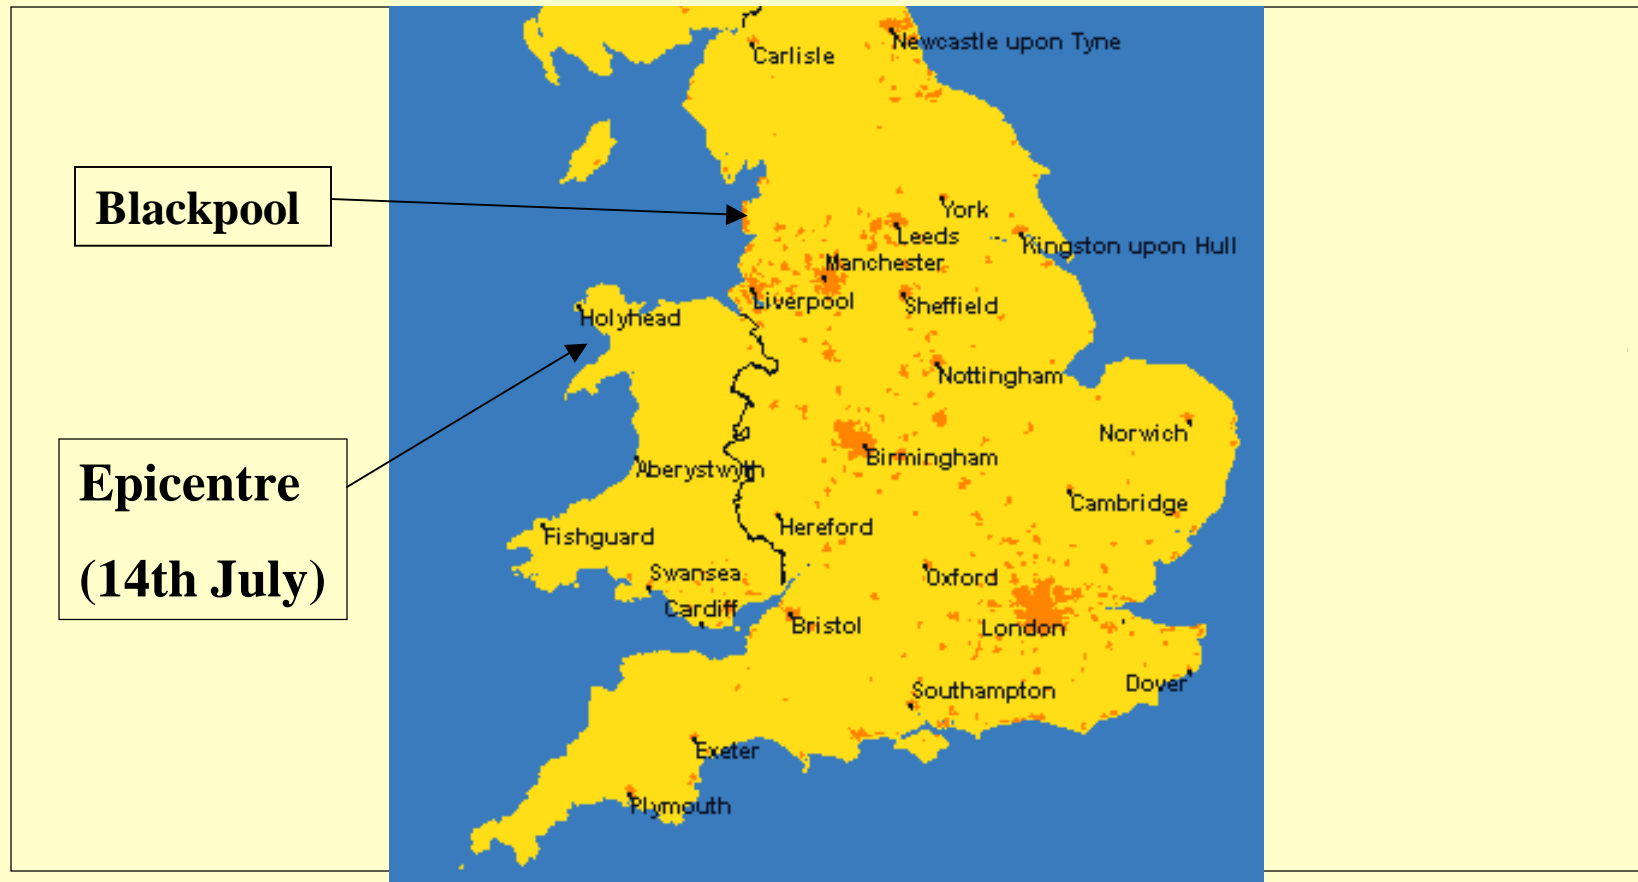 Newcastle upon Tyne
Carlisle
Blackpool
York
Leeds
Kingston upon Hull
Manchester
Liverpool
Sheffield
Holyhead
Nottingham
Norwich
Birmingham
Epicentre
(14th July)
Aberystwyth
Cambridge
Hereford
Fishguard
Swansea
Oxford
Cardiff
Bristol
London
Dover
Southampton
Exeter
Plymouth